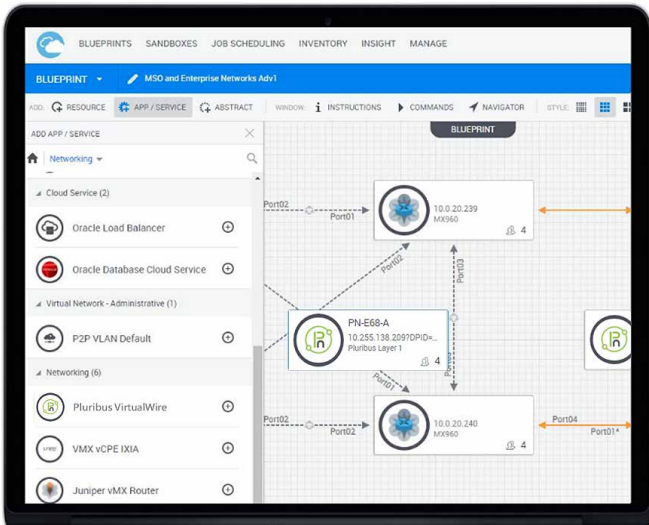 BLUEPRINTS SANDBOXES JOB SCHEDULING INVENTORY INSIGHT MANAGE
BLUEPRINT MSO and Enterprise Networks Adv1
ADD: RESOURCE APP / SERVICE ABSTRACT WINDOW: INSTRUCTIONS COMMANDS NAVIGATOR STYLE:
ADD APP / SERVICE
BLUEPRINT
Networking
Cloud Service (2)
Oracle Load Balancer
Oracle Database Cloud Service
Virtual Network - Administrative (1)
P2P VLAN Default
Networking (6)
Pluribus VirtualWire
VMX vCPE IXIA
Juniper vMX Router
Port02
Port01
10.0.20.239
MX960
4
Port02
Port03
PN-E68-A
10.255.138.209?DPID=...
Pluribus Layer 1
4
Port01
Port02
Port02
10.0.20.240
MX960
4
Port04
Port01*